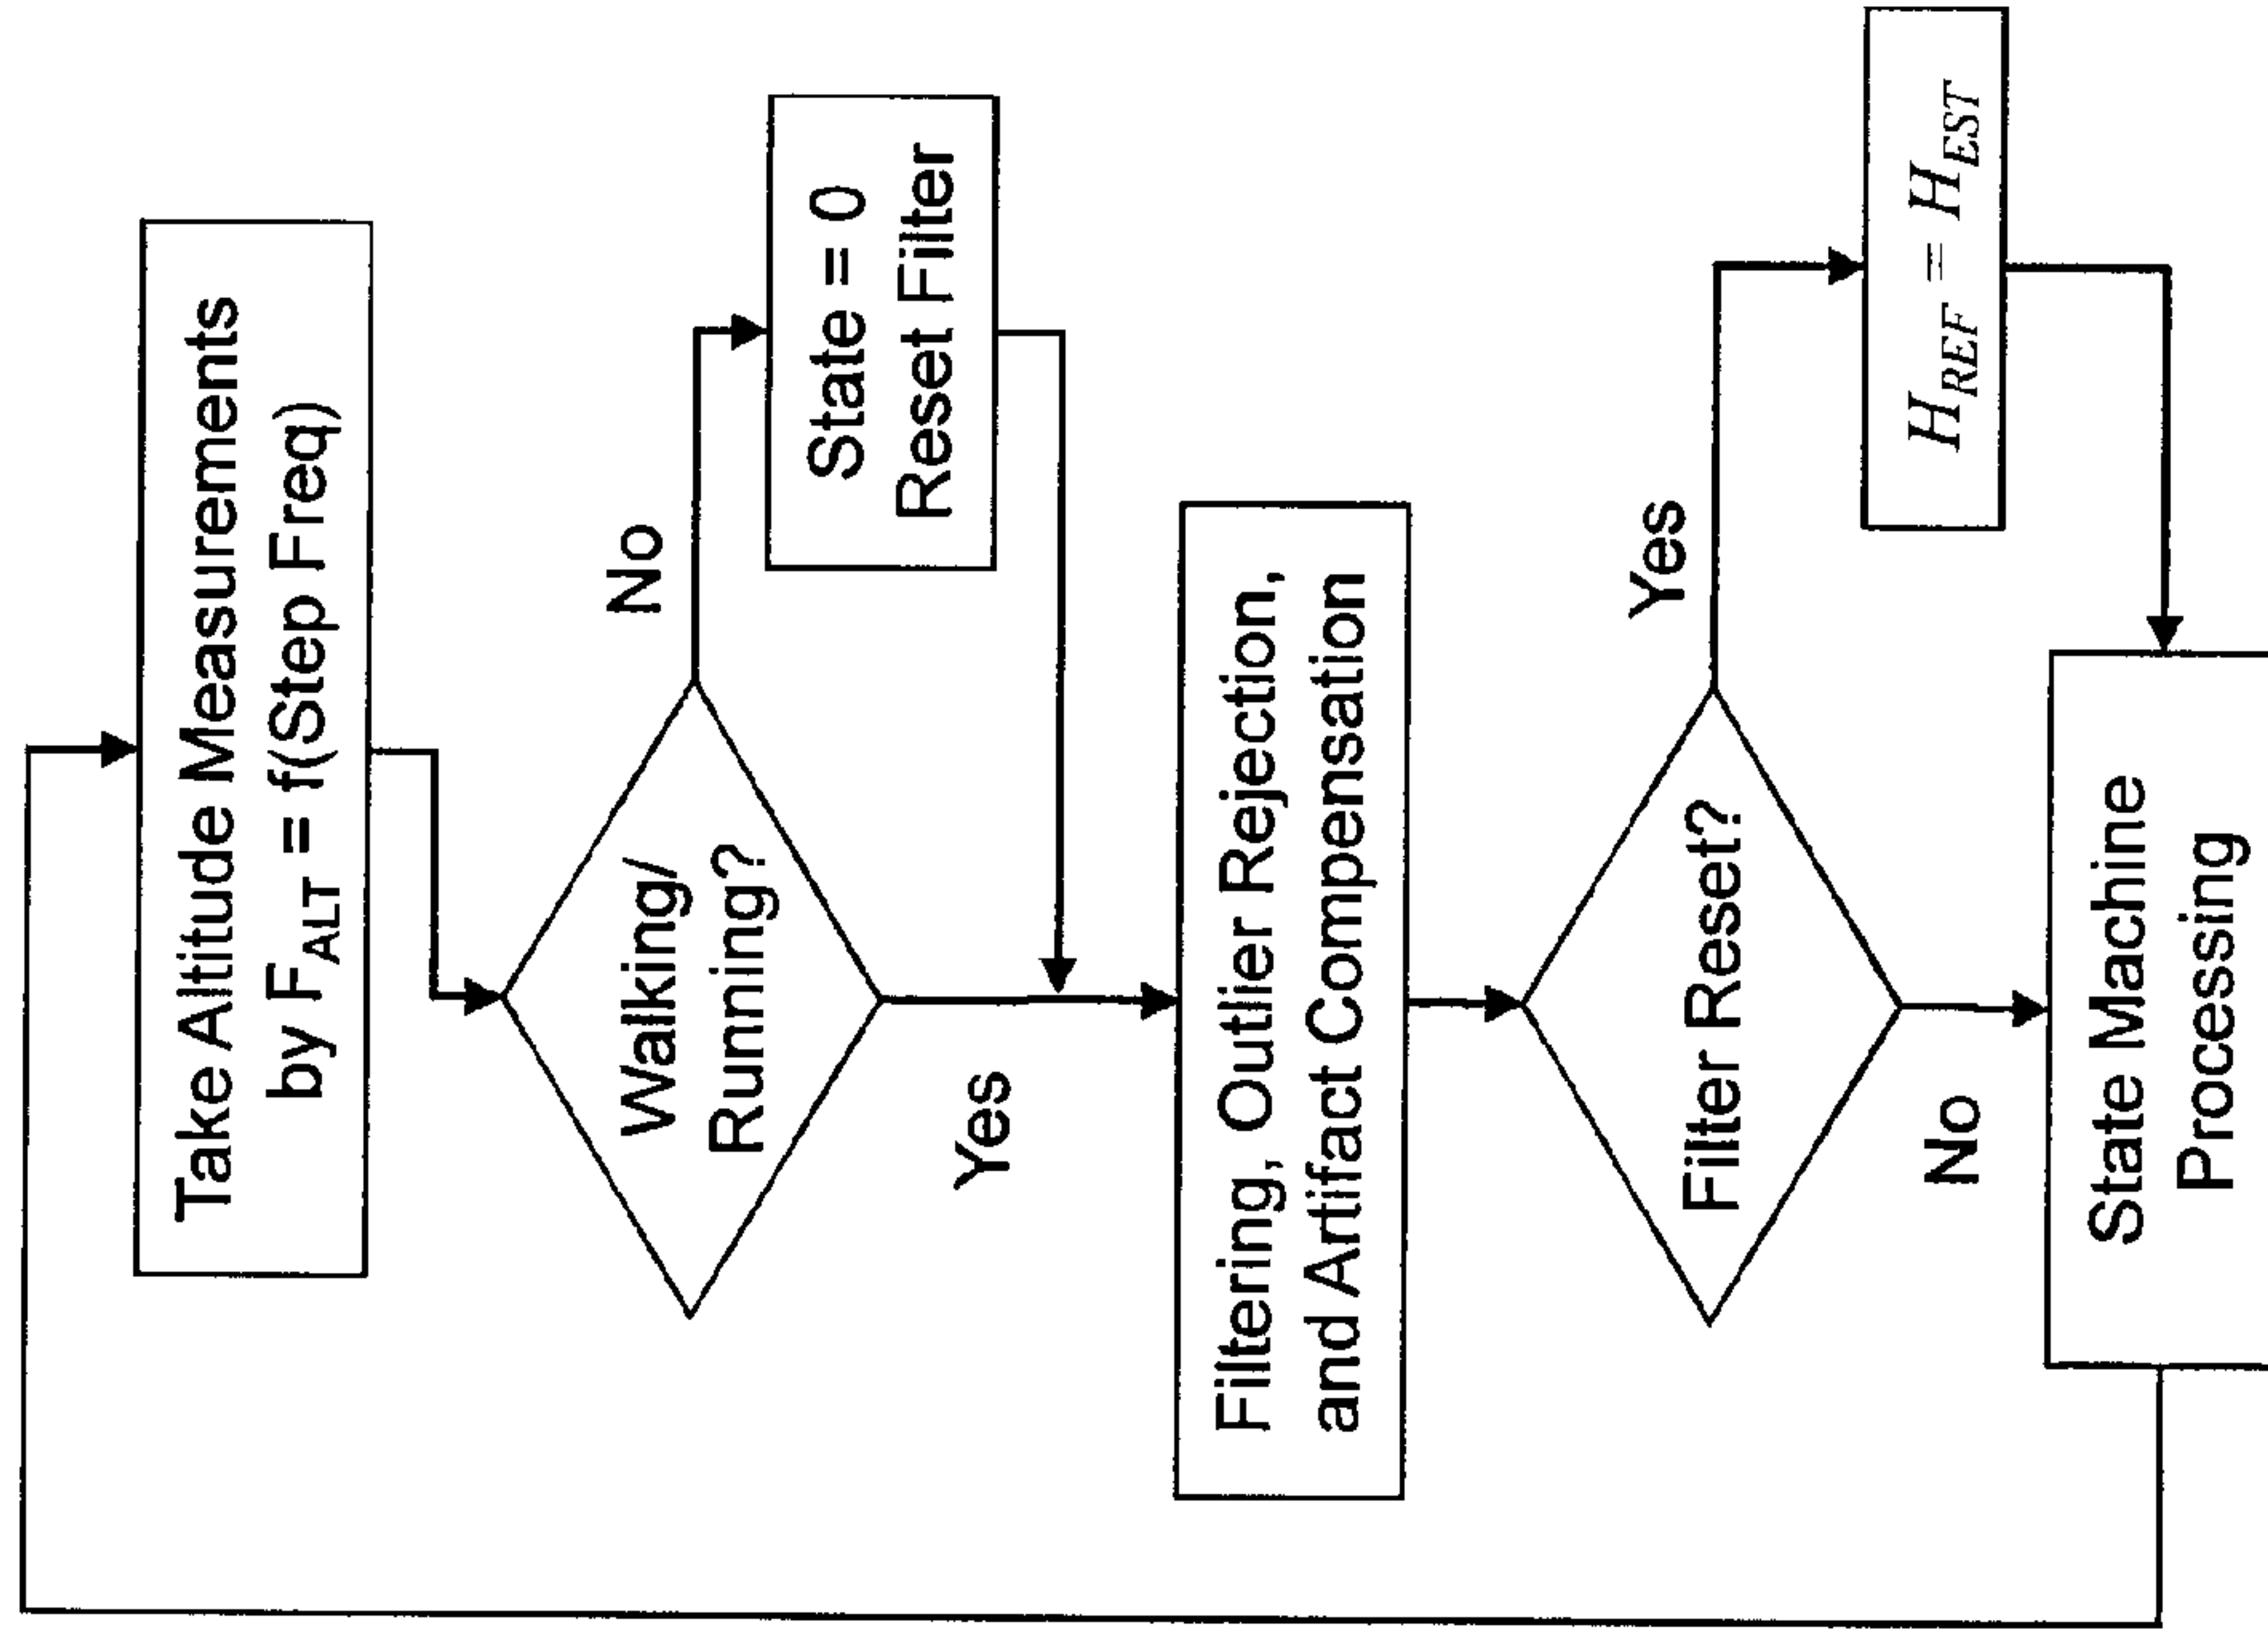 Take Altitude Measurements
by F_ALT = f(Step Freq)
Walking/
Running?
No
State = 0
Reset Filter
Yes
Filtering, Outlier Rejection,
and Artifact Compensation
Filter Reset?
Yes
H_REF = H_EST
No
State Machine
Processing